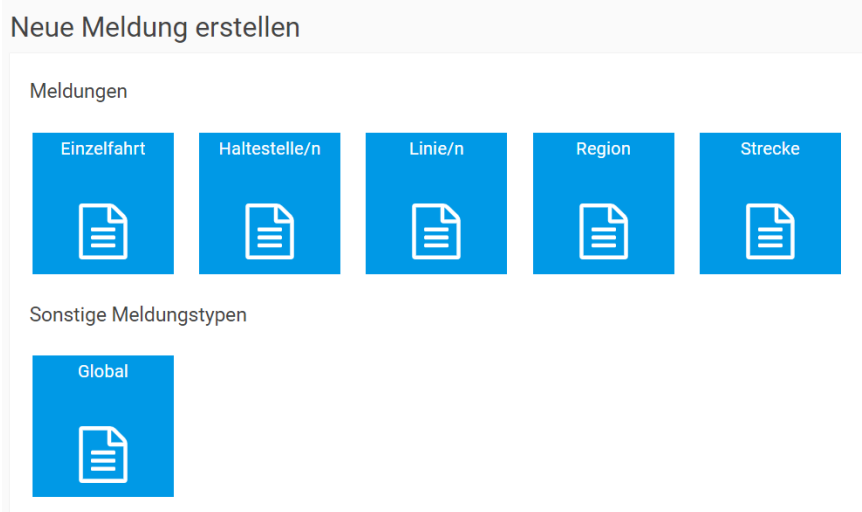 Neue Meldung erstellen
Meldungen
Einzelfahrt Haltestelle/n Linie/n Region Strecke
Sonstige Meldungstypen
Global